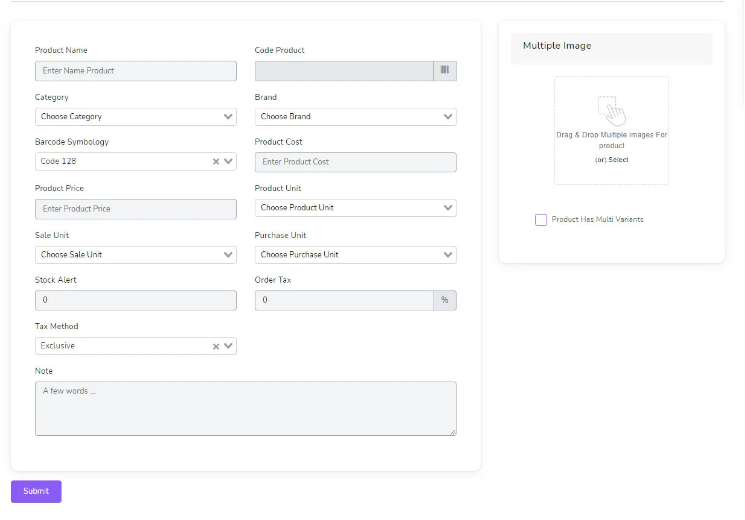 Product Name
Enter Name Product
Code Product
Category
Choose Category
Brand
Choose Brand
Barcode Symbology
Code 128
Product Cost
Enter Product Cost
Product Price
Enter Product Price
Product Unit
Choose Product Unit
Sale Unit
Choose Sale Unit
Purchase Unit
Choose Purchase Unit
Stock Alert
0
Order Tax
0
%
Tax Method
Exclusive
Note
A few words ...
Submit
Multiple Image
Drag & Drop Multiple images For
product
(or) Select
Product Has Multi Variants